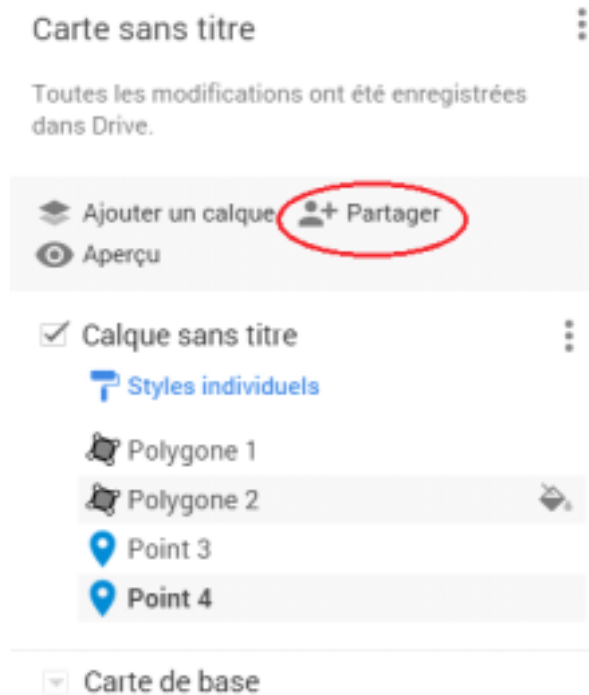 Carte sans titre
Toutes les modifications ont été enregistrées
dans Drive.
Ajouter un calque Partager
Aperçu
Calque sans titre
Styles individuels
Polygone 1
Polygone 2
Point 3
Point 4
Carte de base